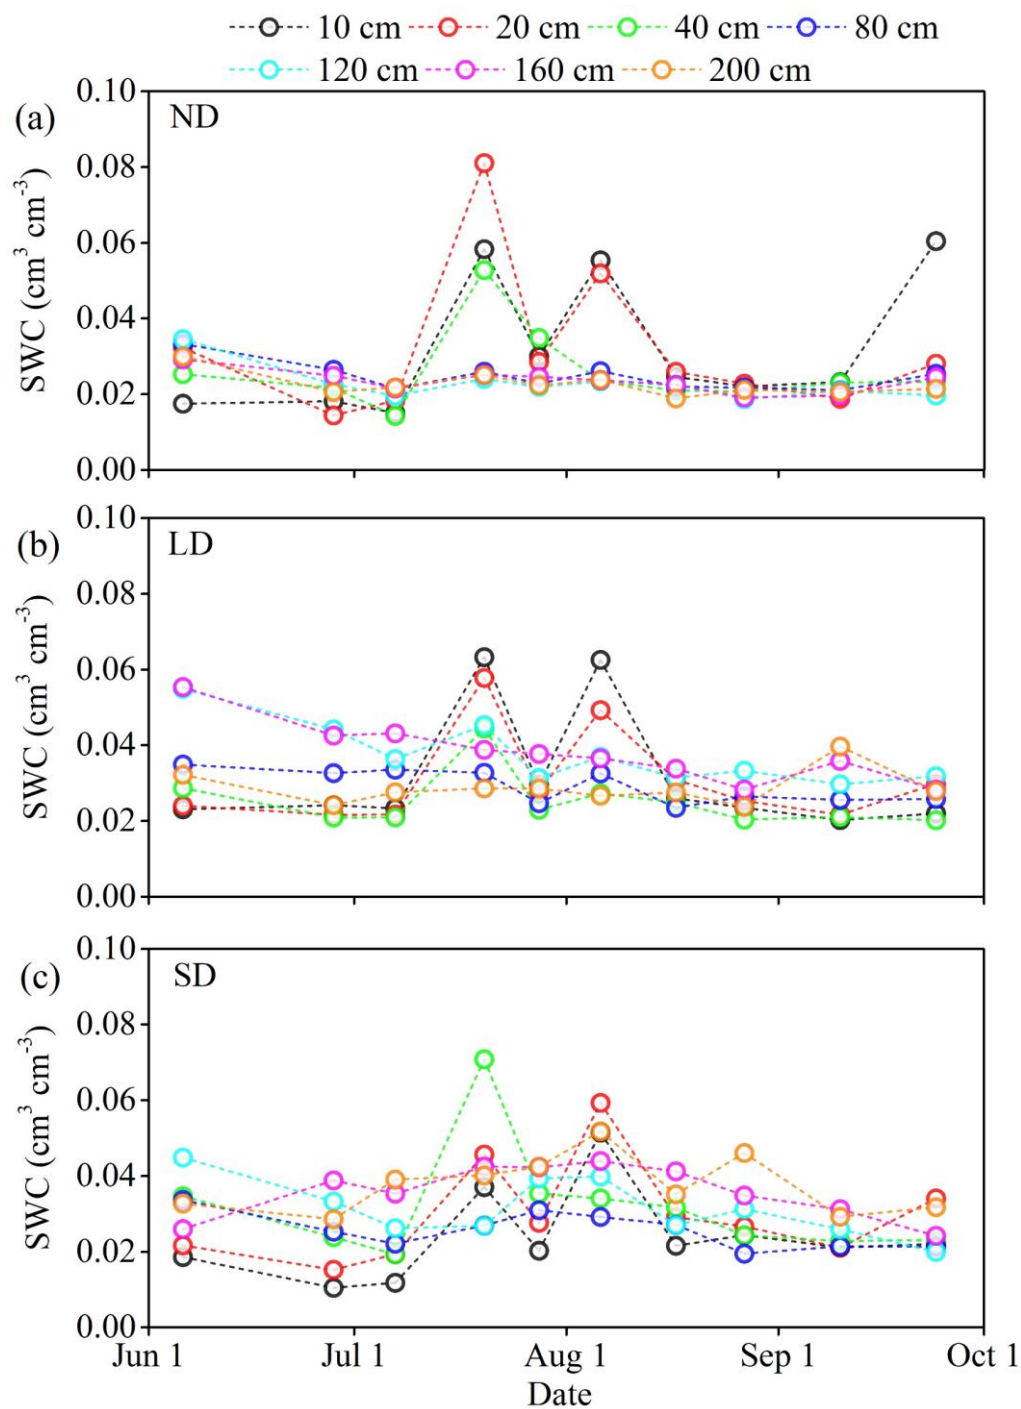 10 cm 20 cm 40 cm 80 cm
120 cm 160 cm 200 cm
(a)
ND
0.10
0.08
0.06
0.04
0.02
0.00
SWC (cm³ cm⁻³)
(b)
LD
0.10
0.08
0.06
0.04
0.02
0.00
SWC (cm³ cm⁻³)
(c)
SD
0.10
0.08
0.06
0.04
0.02
0.00
SWC (cm³ cm⁻³)
Jun 1 Jul 1 Aug 1 Sep 1 Oct 1
Date